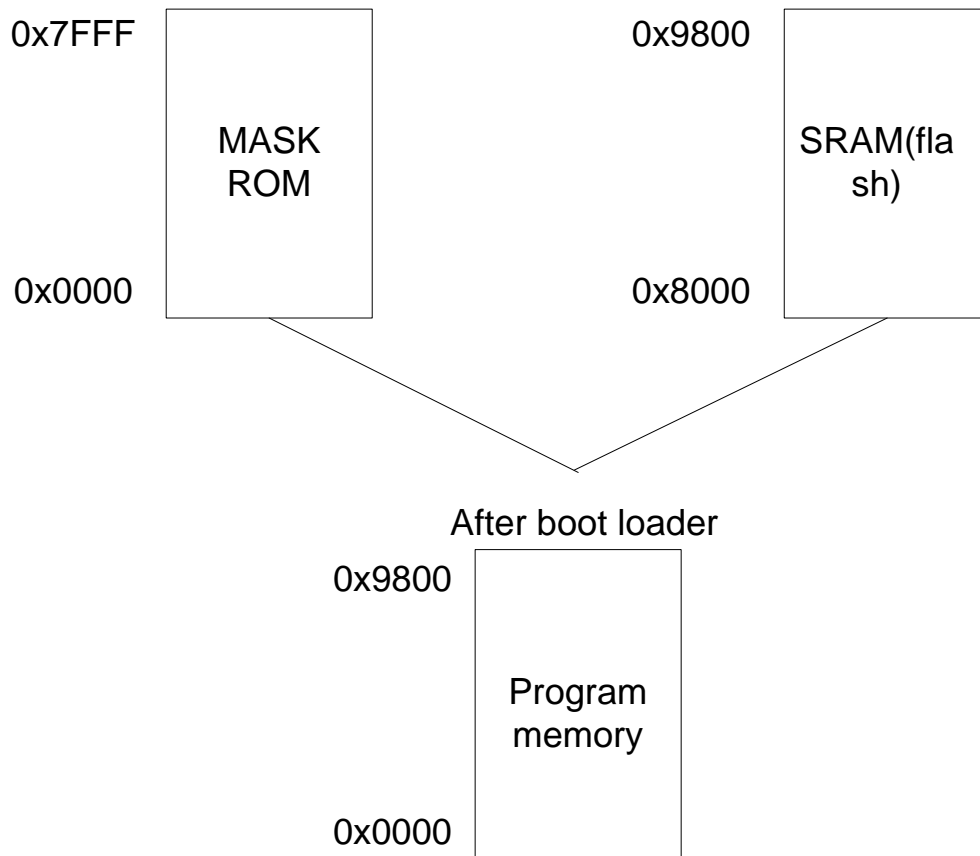 0x7FFF
MASK
ROM
0x0000
0x9800
SRAM(fla
sh)
0x8000
After boot loader
0x9800
Program
memory
0x0000